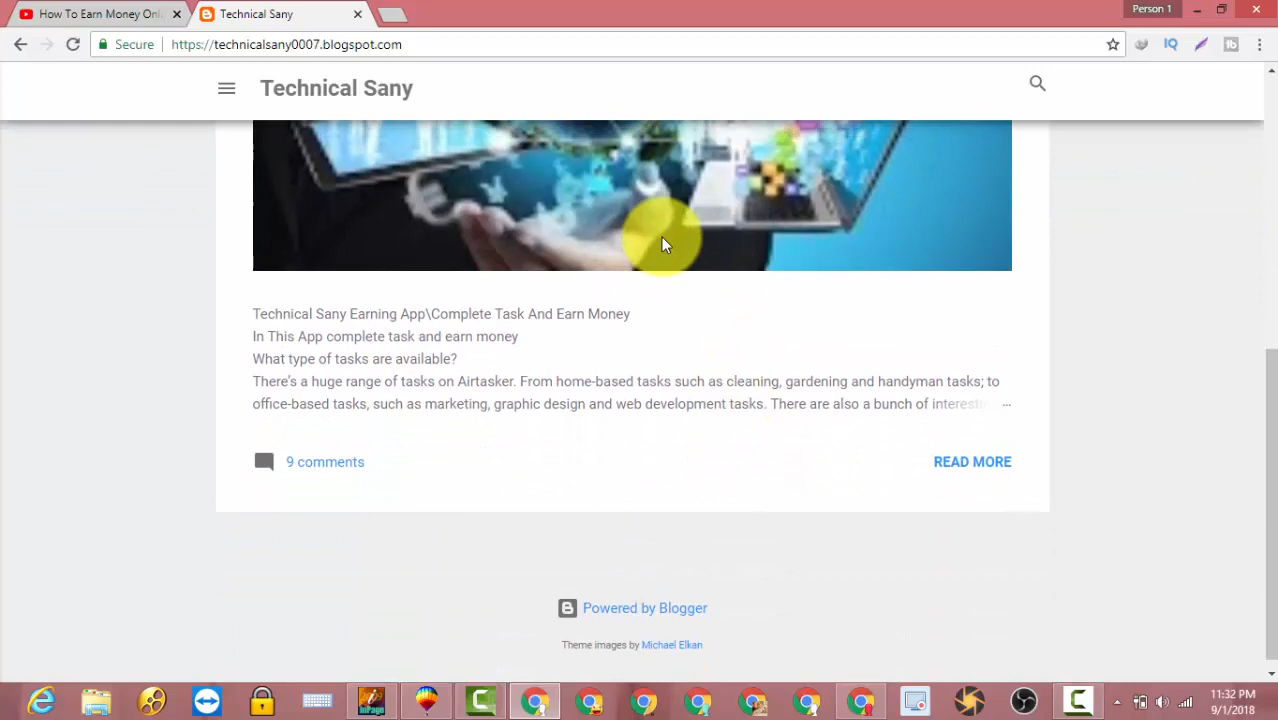 How To Earn Money Onli
Technical Sany
Person 1
Secure
https://technicalsany0007.blogspot.com
Technical Sany
Technical Sany Earning App\Complete Task And Earn Money
In This App complete task and earn money
What type of tasks are available?
There's a huge range of tasks on Airtasker. From home-based tasks such as cleaning, gardening and handyman tasks; to
office-based tasks, such as marketing, graphic design and web development tasks. There are also a bunch of interesting ...
9 comments
READ MORE
Powered by Blogger
Theme images by Michael Elkan
InPage
11:32 PM
9/1/2018